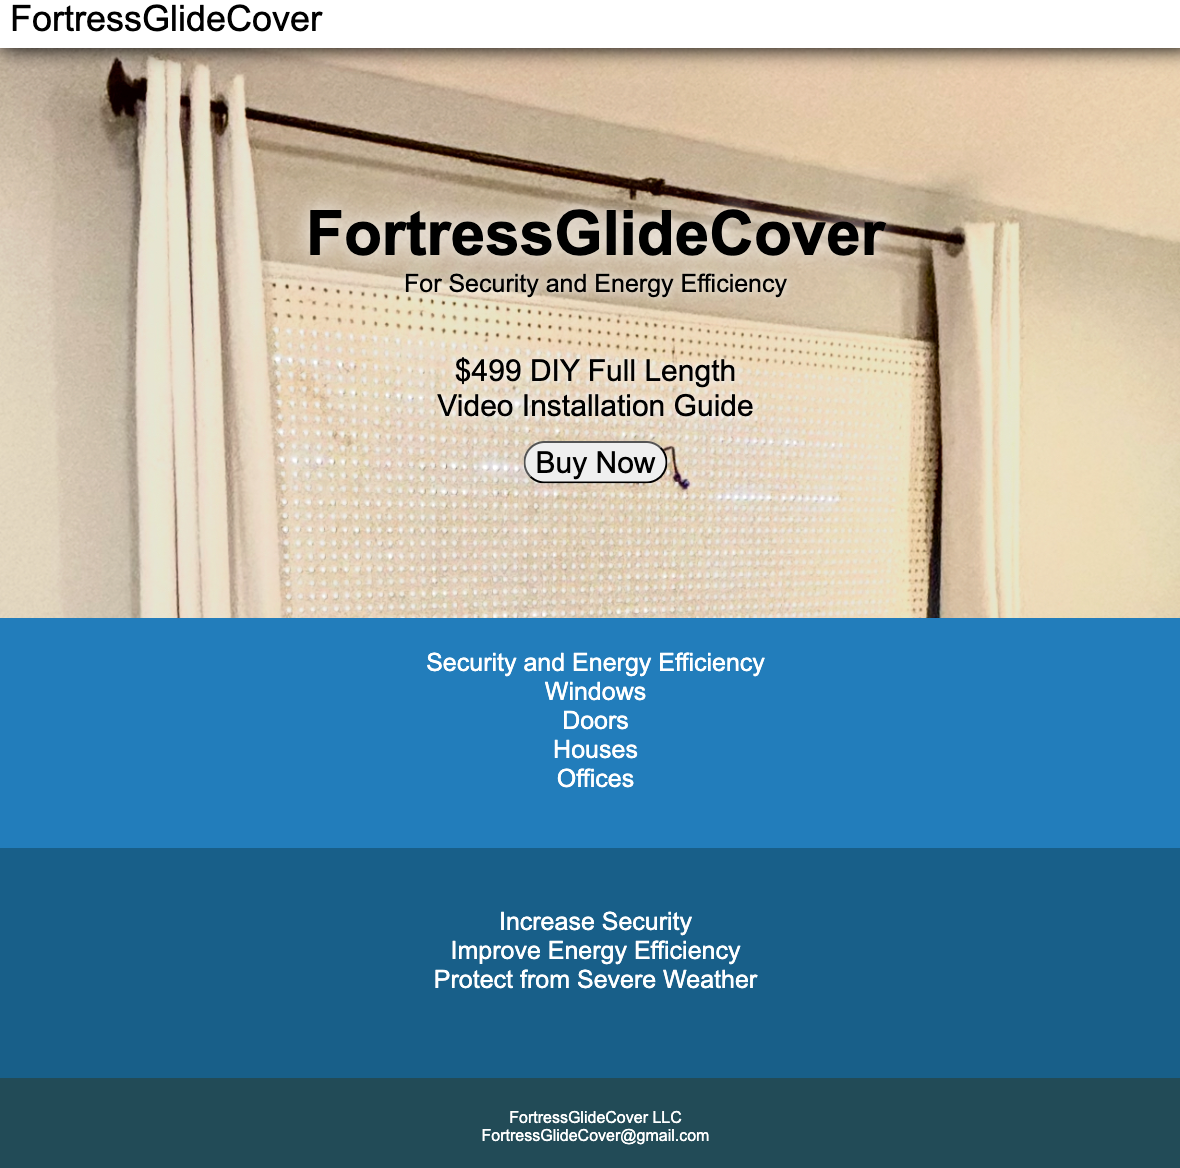 FortressGlideCover
FortressGlideCover
For Security and Energy Efficiency
$499 DIY Full Length
Video Installation Guide
Buy Now
Security and Energy Efficiency
Windows
Doors
Houses
Offices
Increase Security
Improve Energy Efficiency
Protect from Severe Weather
FortressGlideCover LLC
FortressGlideCover@gmail.com